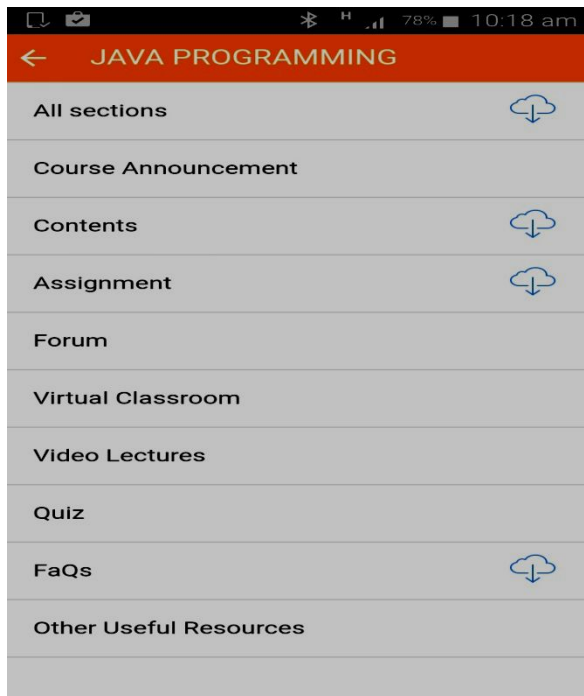 H 78% 10:18 am
JAVA PROGRAMMING
All sections
Course Announcement
Contents
Assignment
Forum
Virtual Classroom
Video Lectures
Quiz
FaQs
Other Useful Resources